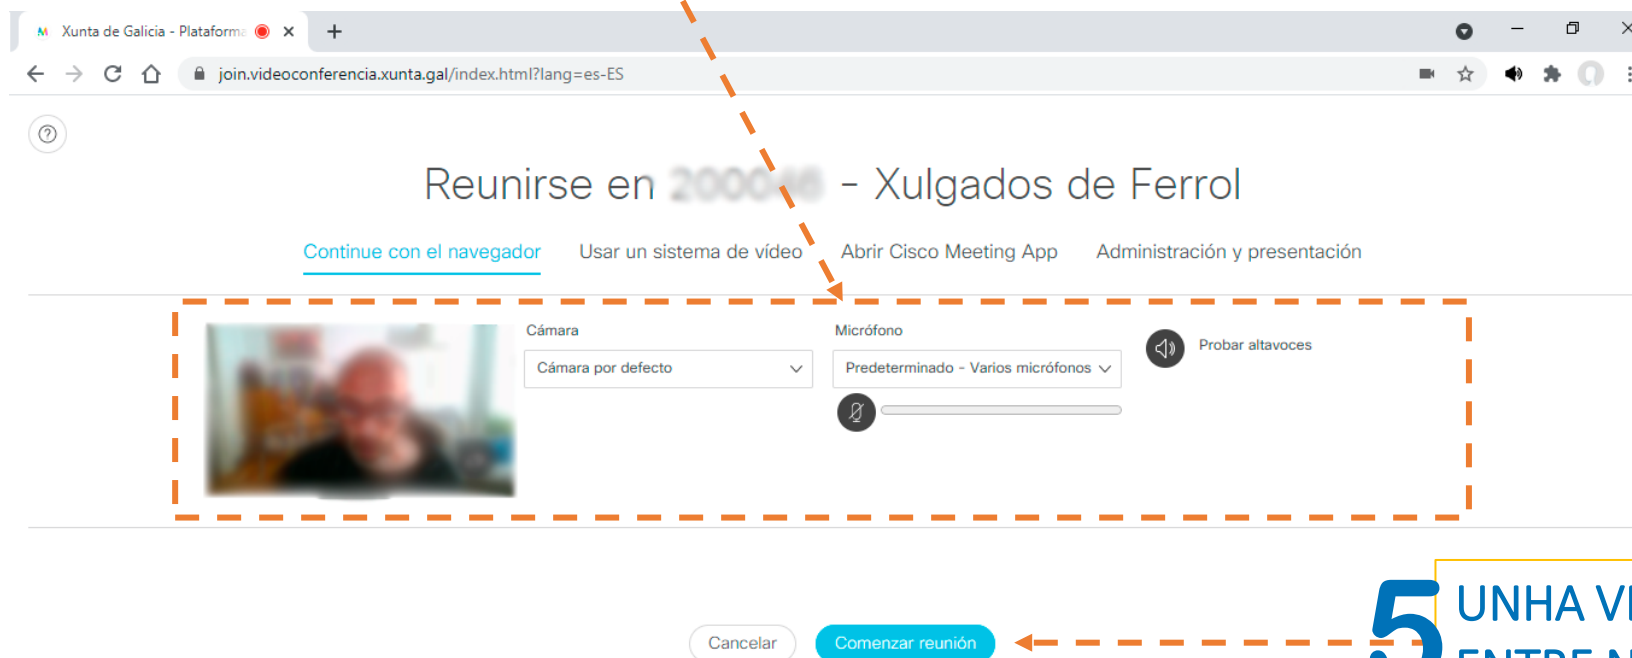 Xunta de Galicia - Plataforma
join.videoconferencia.xunta.gal/index.html?lang=es-ES
Reunirse en - Xulgados de Ferrol
Continue con el navegador Usar un sistema de vídeo Abrir Cisco Meeting App Administración y presentación
Cámara Micrófono
Probar altavoces
Cámara por defecto Predeterminado - Varios micrófonos
5 UNHA
Cancelar Comenzar reunión
ENTRE